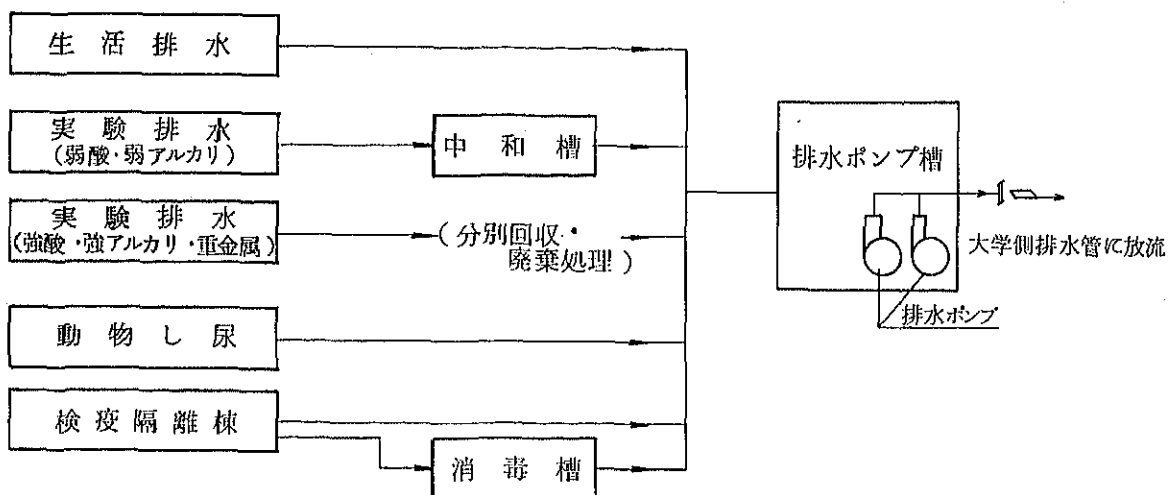 生活排水
実験排水
(弱酸・弱アルカリ)
中和槽
実験排水
(強酸・強アルカリ・重金属)
(分別回収・
廃棄処理)
動物し尿
検疫隔離棟
消毒槽
排水ポンプ槽
大学側排水管に放流
排水ポンプ